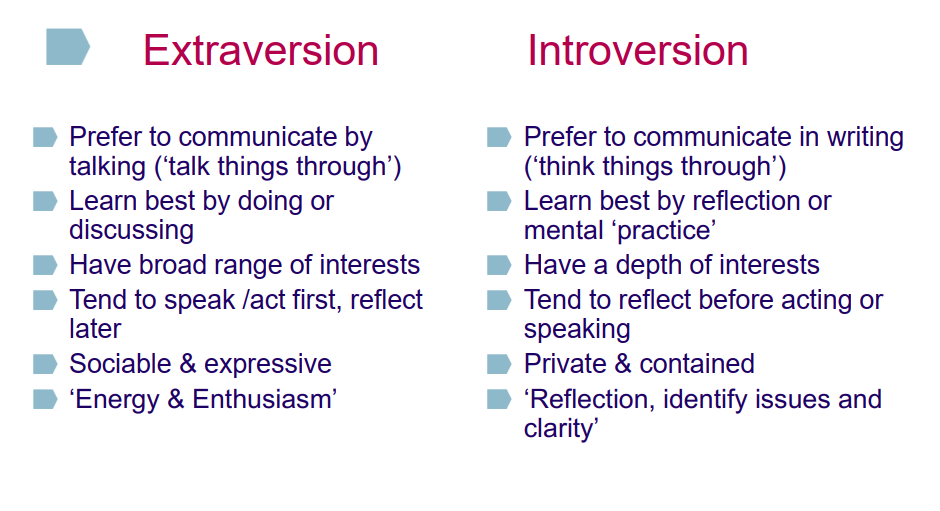 Extraversion
Prefer to communicate by
talking (‘talk things through’)
Learn best by doing or
discussing
Have broad range of interests
Tend to speak /act first, reflect
later
Sociable & expressive
‘Energy & Enthusiasm’
Introversion
Prefer to communicate in writing
(‘think things through’)
Learn best by reflection or
mental ‘practice’
Have a depth of interests
Tend to reflect before acting or
speaking
Private & contained
‘Reflection, identify issues and
clarity’